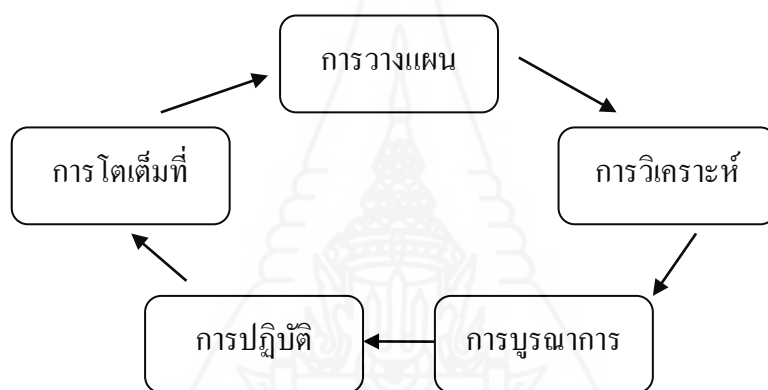 การวางแผน
การโตเต็มที่
การวิเคราะห์
การปฏิบัติ
การบูรณาการ